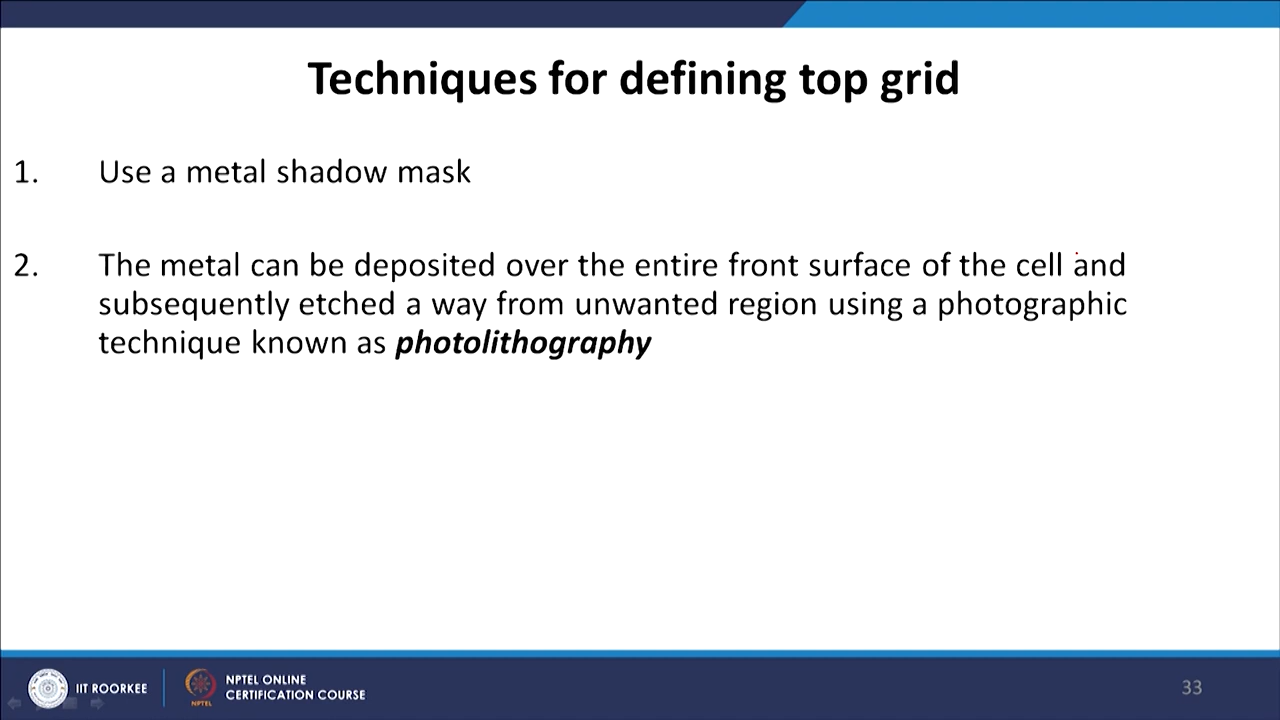 Techniques for defining top grid
1. Use a metal shadow mask
2. The metal can be deposited over the entire front surface of the cell and
subsequently etched a way from unwanted region using a photographic
technique known as photolithography
IIT ROORKEE
NPTEL
NPTEL ONLINE
CERTIFICATION COURSE
33